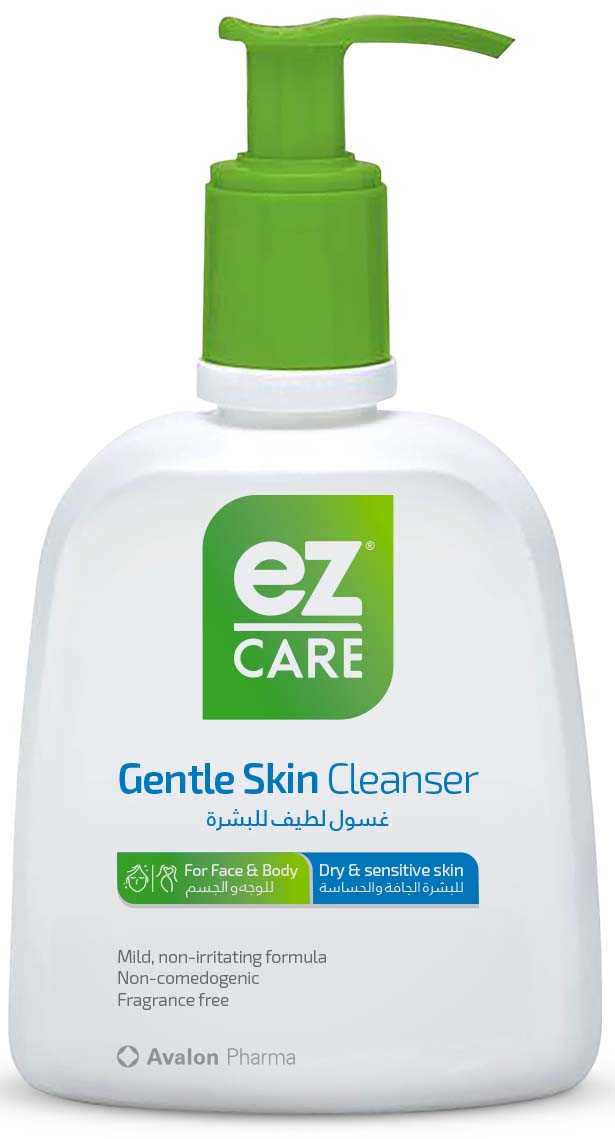 ez®
CARE
Gentle Skin Cleanser
غسول لطيف للبشرة
For Face & Body
للوجه و الجسم
Dry & sensitive skin
للبشرة الجافة والحساسة
Mild, non-irritating formula
Non-comedogenic
Fragrance free
Avalon Pharma